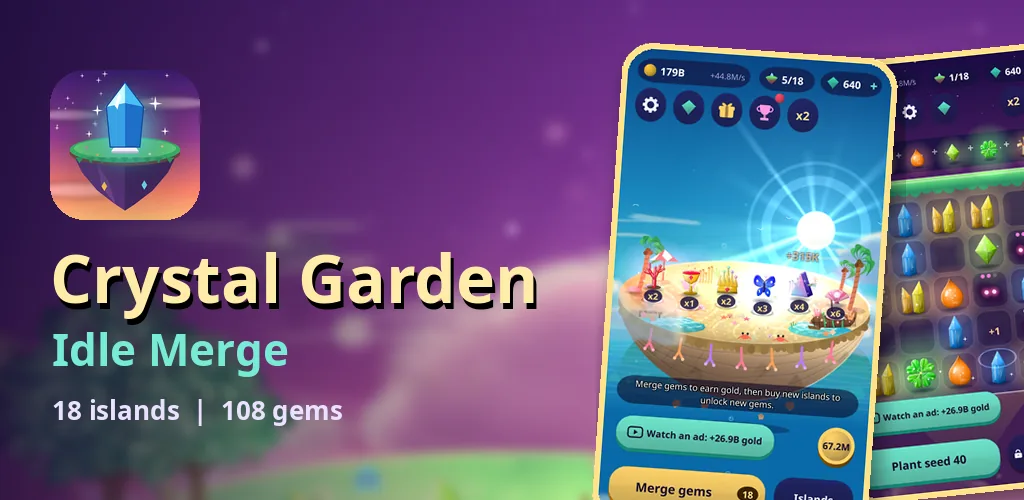 Crystal Garden
Idle Merge
18 islands | 108 gems
179B
+44.8M/s
5/18
640 +
x2
x2
x1
x2
x3
x4
x6
Merge gems to earn gold, then buy new islands to
unlock new gems.
Watch an ad: +26.9B gold
67.2M
Merge gems
18
Islands
1/18
640
x2
+1
Watch an ad: +26.9B gold
Plant seed 40